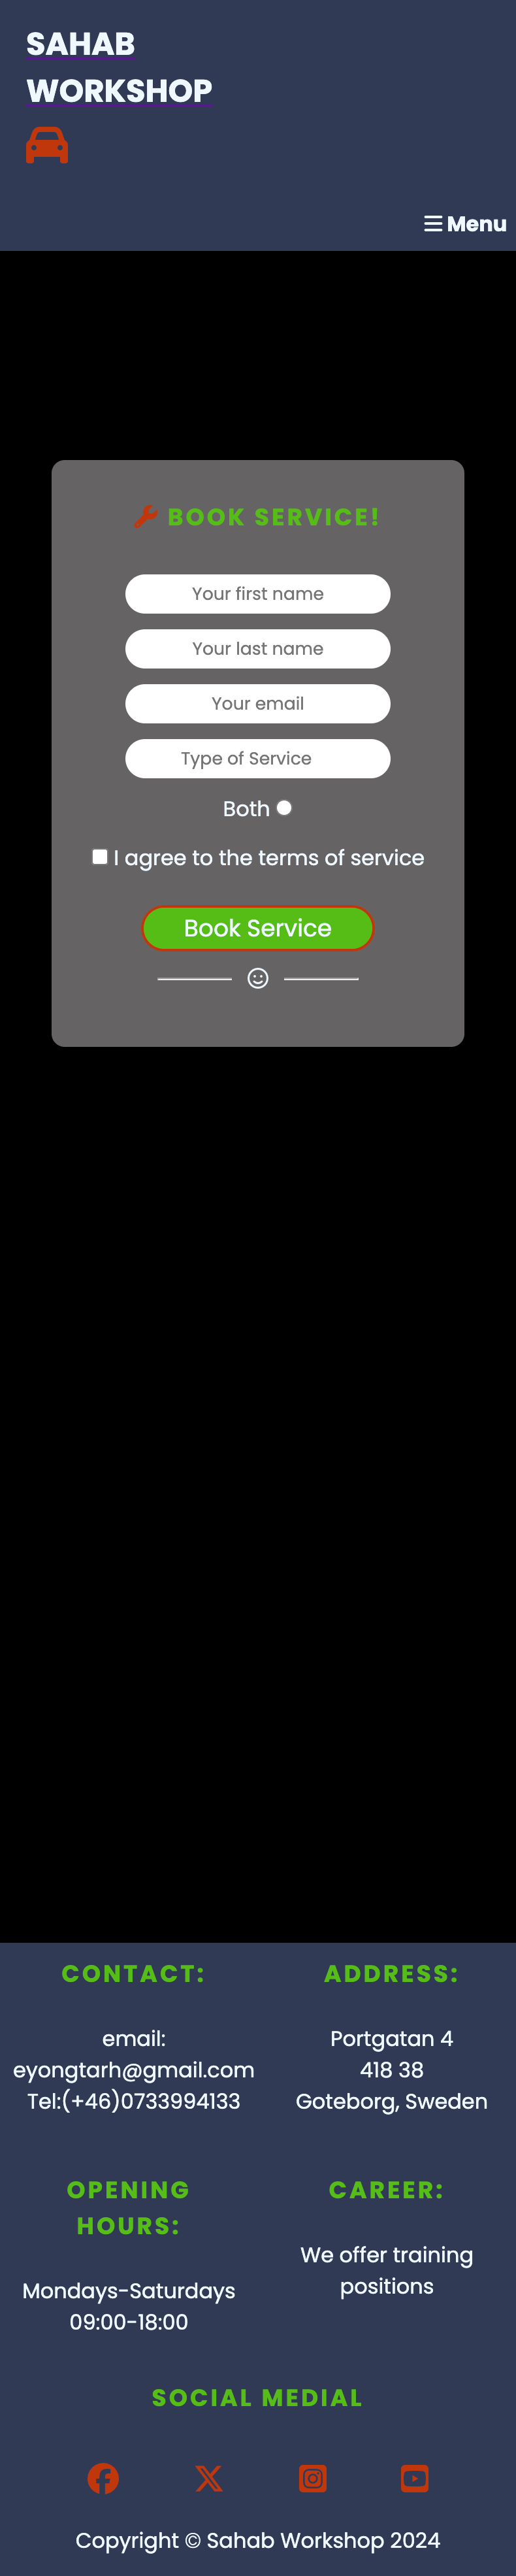 SAHAB
WORKSHOP
Menu
BOOK SERVICE!
Your first name
Your last name
Your email
Type of Service
Both
I agree to the terms of service
Book Service
CONTACT:
email:
eyongtarh@gmail.com
Tel:(+46)0733994133
ADDRESS:
Portgatan 4
418 38
Goteborg, Sweden
OPENING
HOURS:
Mondays-Saturdays
09:00-18:00
CAREER:
We offer training
positions
SOCIAL MEDIAL
Copyright © Sahab Workshop 2024